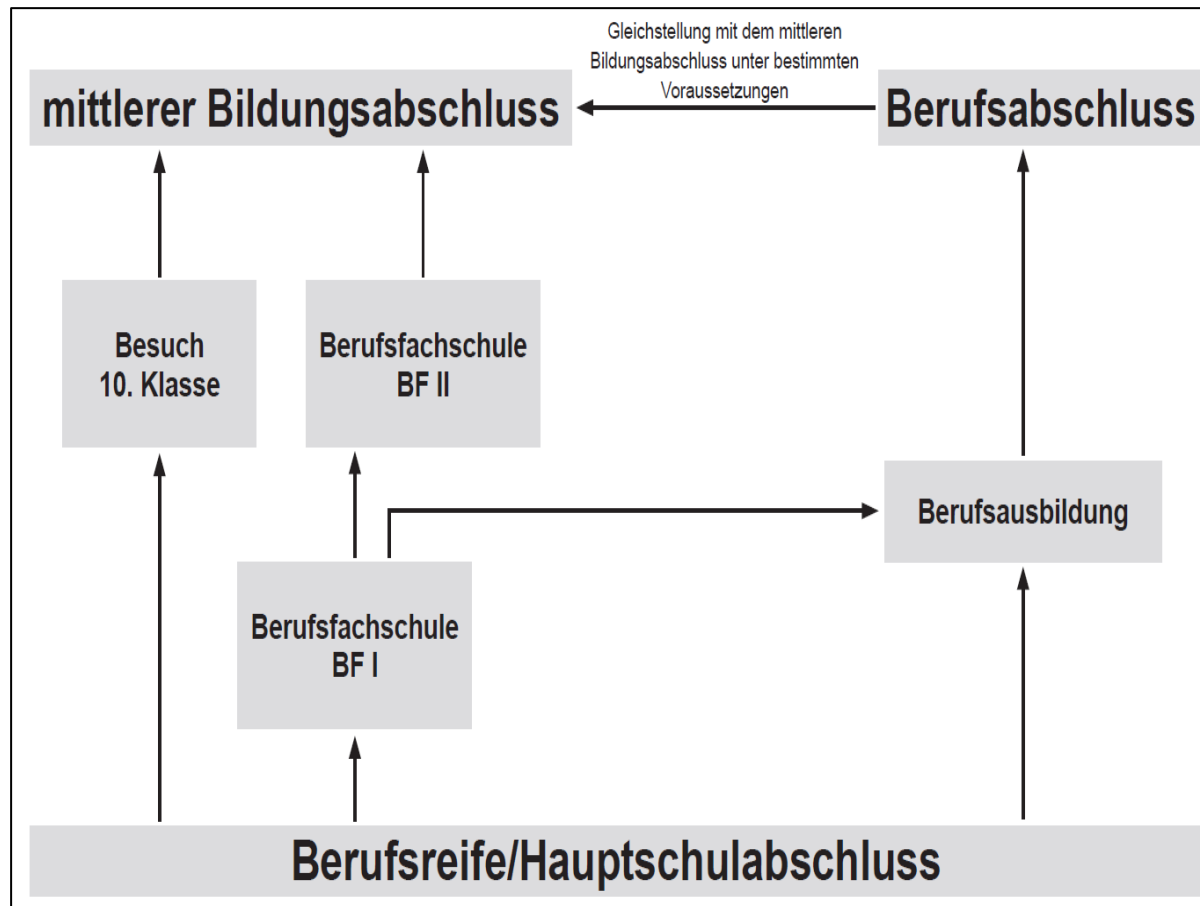 Gleichstellung mit dem mittleren
Bildungsabschluss unter bestimmten
Voraussetzungen
mittlerer Bildungsabschluss
Berufsabschluss
Besuch
10. Klasse
Berufsfachschule
BF II
Berufsausbildung
Berufsfachschule
BF I
Berufsreife/Hauptschulabschluss